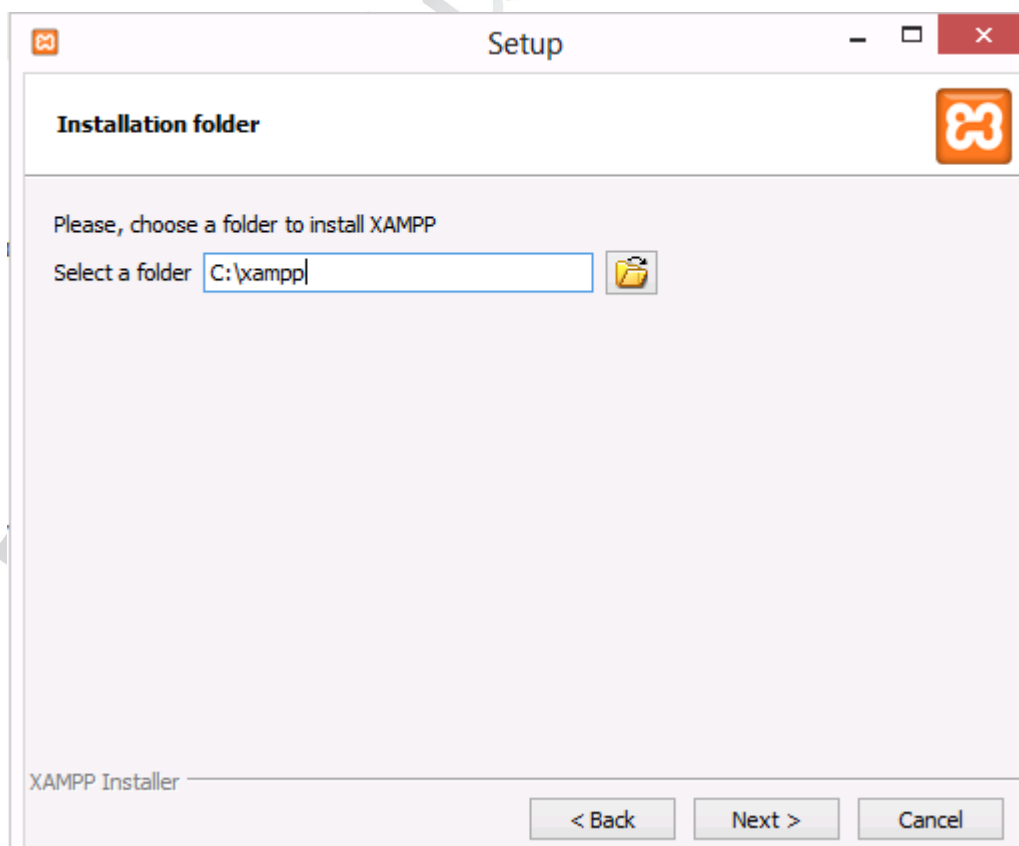 Setup
Installation folder
Please, choose a folder to install XAMPP
Select a folder C:\xampp
XAMPP Installer
< Back Next > Cancel